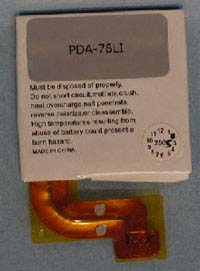 PDA-75LI
Must be disposed of properly.
Do not short circuit, mutilate, crush,
heat, overcharge, nail penetrate,
reverse polarize, or disassemble.
High temperatures resulting from
abuse of battery could present a
burn hazard.
MADE IN CHINA